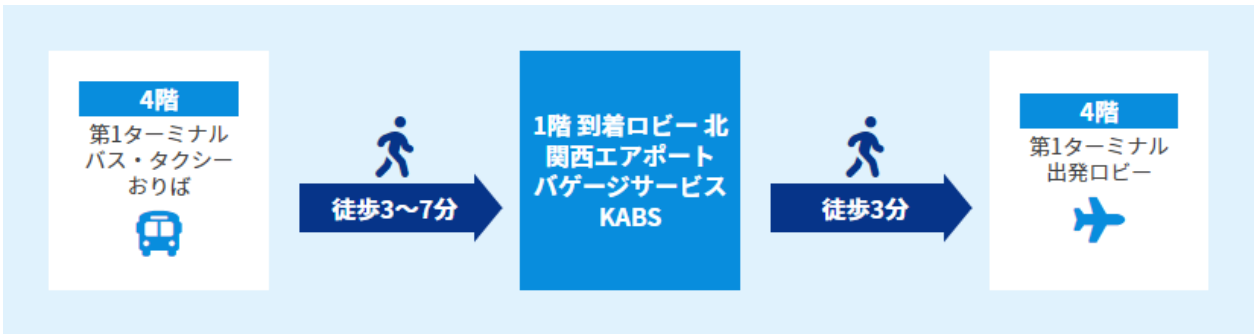 4階
第1ターミナル
バス・タクシー
おりば
徒歩3～7分
1階 到着ロビー 北
関西エアポート
バゲージサービス
KABS
徒歩3分
4階
第1ターミナル
出発ロビー